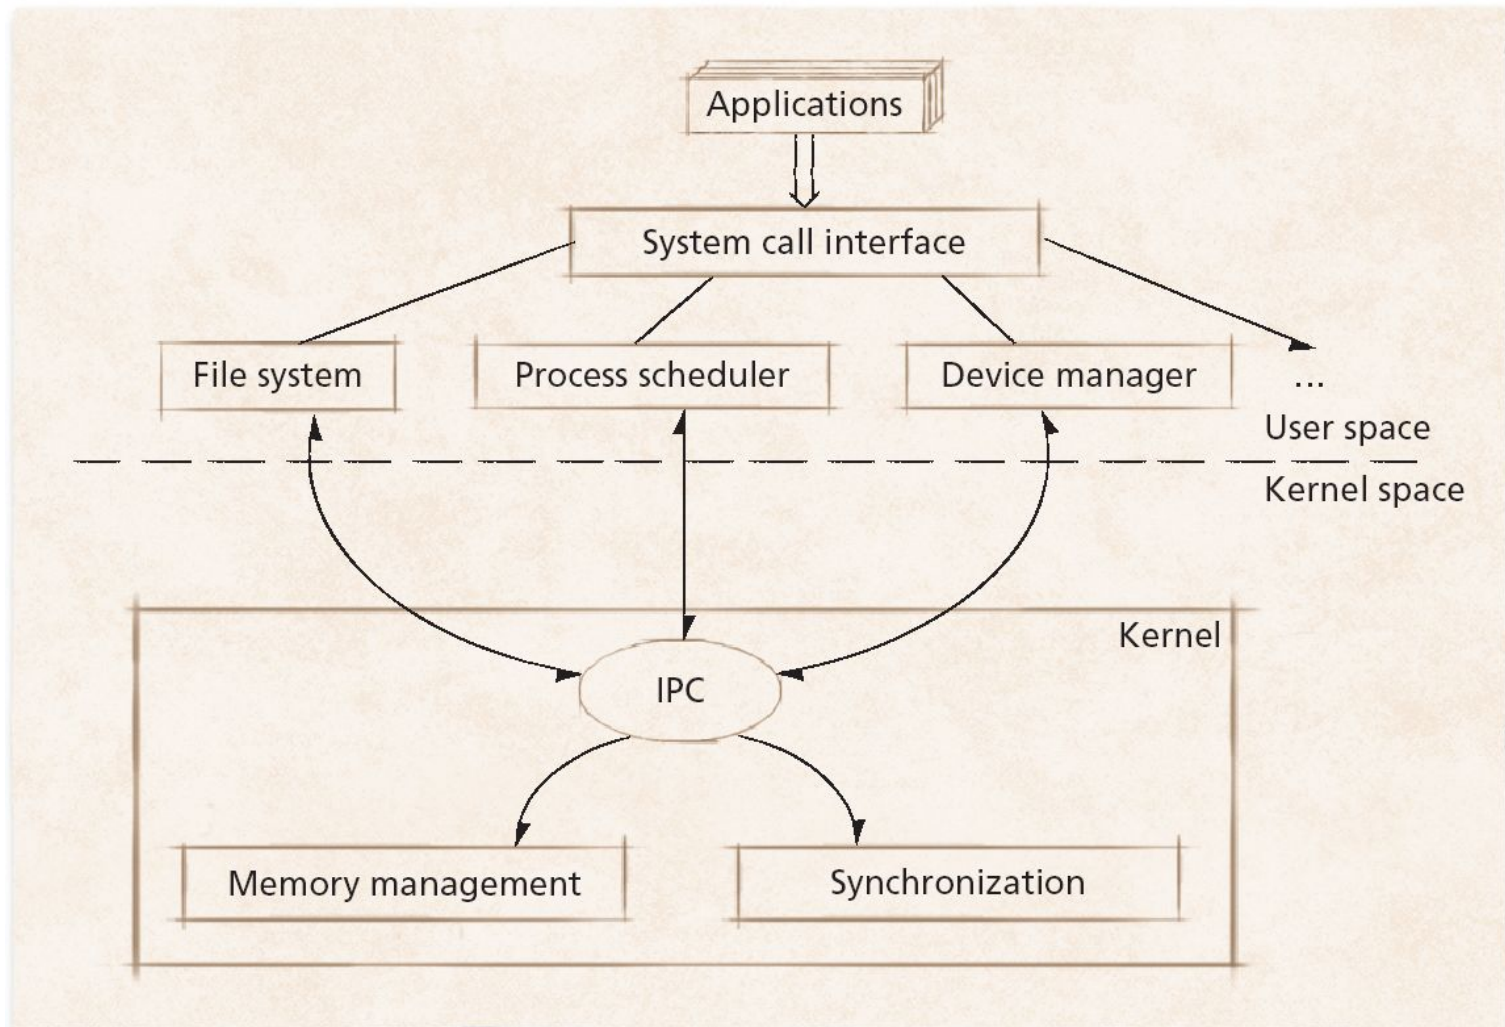 Applications
System call interface
File system
Process scheduler
Device manager
...
User space
Kernel space
Kernel
IPC
Memory management
Synchronization